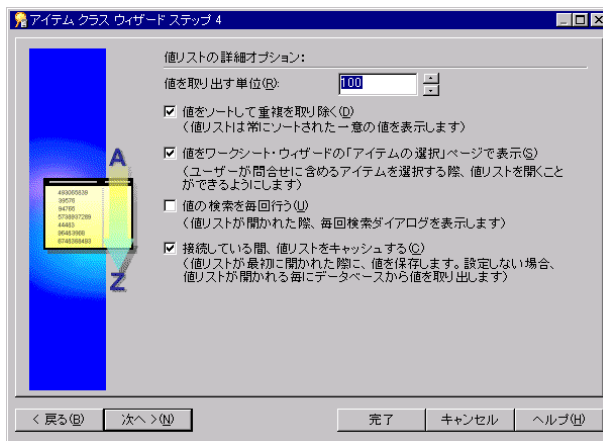 アイテム クラス ウィザード ステップ 4
値リストの詳細オプション:
値を取り出す単位(R): 100
値をソートして重複を取り除く(D)
(値リストは常にソートされた一意の値を表示します)
値をワークシート・ウィザードの「アイテムの選択」ページで表示(S)
(ユーザーが問合せに含めるアイテムを選択する際、値リストを開くこと
ができるようにします)
値の検索を毎回行う(U)
(値リストが開かれた際、毎回検索ダイアログを表示します)
接続している間、値リストをキャッシュする(C)
(値リストが最初に開かれた際に、値を保存します。設定しない場合、
値リストが開かれる毎にデータベースから値を取り出します)
A
39576
94766
5738937289
44463
Z
< 戻る(B)
次へ >(N)
完了
キャンセル
ヘルプ(H)